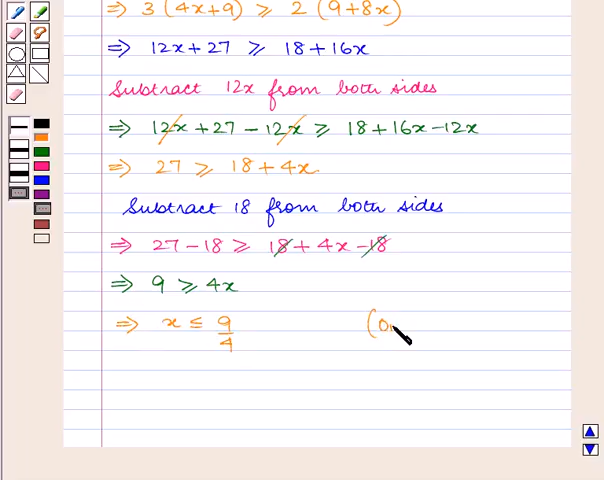 ⇒ 3 (4x+9) ⩾ 2 (9+8x)
⇒ 12x+27 ⩾ 18+16x
Subtract 12x from both sides
⇒ 12x+27-12x ⩾ 18+16x-12x
⇒ 27 ⩾ 18+4x.
Subtract 18 from both sides
⇒ 27-18 ⩾ 18+4x-18
⇒ 9 ⩾ 4x
⇒ x ≤ 9/4